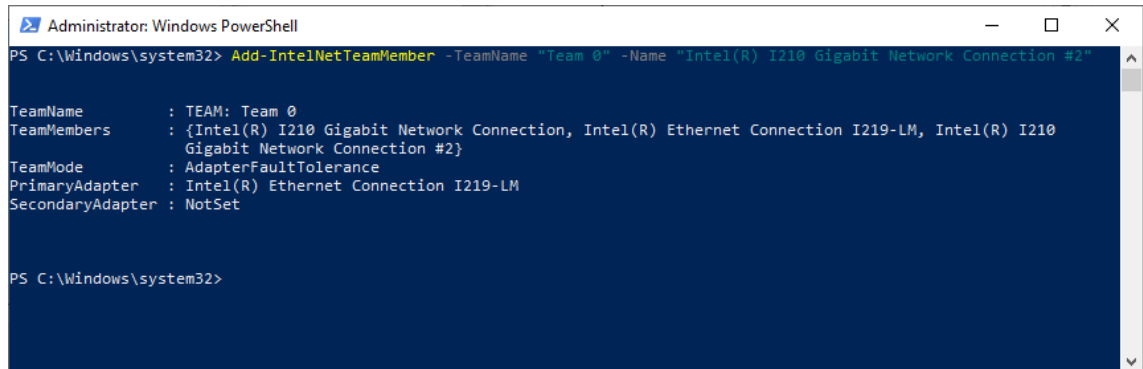 Administrator: Windows PowerShell
PS C:\Windows\system32> Add-IntelNetTeamMember -TeamName "Team 0" -Name "Intel(R) I210 Gigabit Network Connection #2"
TeamName        : TEAM: Team 0
TeamMembers     : {Intel(R) I210 Gigabit Network Connection, Intel(R) Ethernet Connection I219-LM, Intel(R) I210
                  Gigabit Network Connection #2}
TeamMode        : AdapterFaultTolerance
PrimaryAdapter  : Intel(R) Ethernet Connection I219-LM
SecondaryAdapter : NotSet
PS C:\Windows\system32>